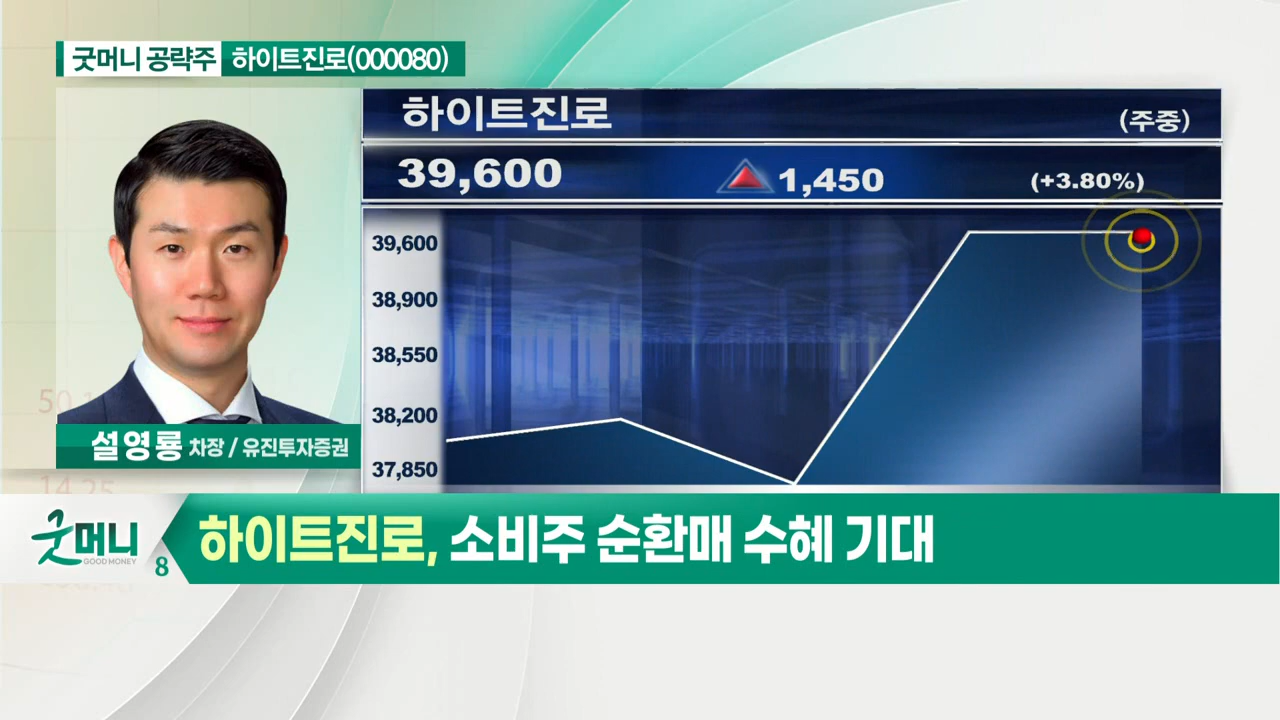 굿머니 공략주 하이트진로(000080)
하이트진로 (주중)
39,600 1,450 (+3.80%)
39,600
38,900
38,550
38,200
37,850
설영룡 차장 / 유진투자증권
굿머니
GOOD MONEY
8
하이트진로, 소비주 순환매 수혜 기대